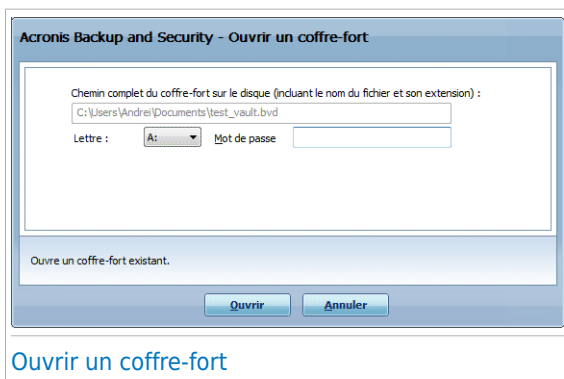 Acronis Backup and Security - Ouvrir un coffre-fort
Chemin complet du coffre-fort sur le disque (incluant le nom du fichier et son extension) :
C:\Users\Andrei\Documents\test_vault.bvd
Lettre : A: Mot de passe
Ouvre un coffre-fort existant.
Ouvrir Annuler
Ouvrir un coffre-fort